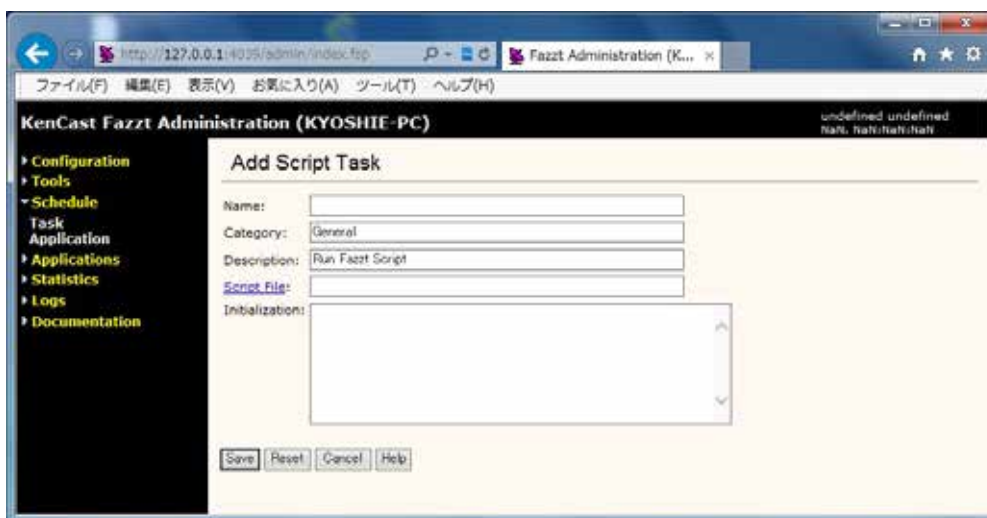 http://127.0.0.1:4039/admin/index.fzp
Fazzt Administration (K...
ファイル(F) 編集(E) 表示(V) お気に入り(A) ツール(T) ヘルプ(H)
KenCast Fazzt Administration (KYOSHIE-PC)
undefined undefined
NaN, NaN:NaN:NaN
Configuration
Tools
Schedule
Task
Application
Applications
Statistics
Logs
Documentation
Add Script Task
Name:
Category: General
Description: Run Fazzt Script
Script File:
Initialization:
Save Reset Cancel Help